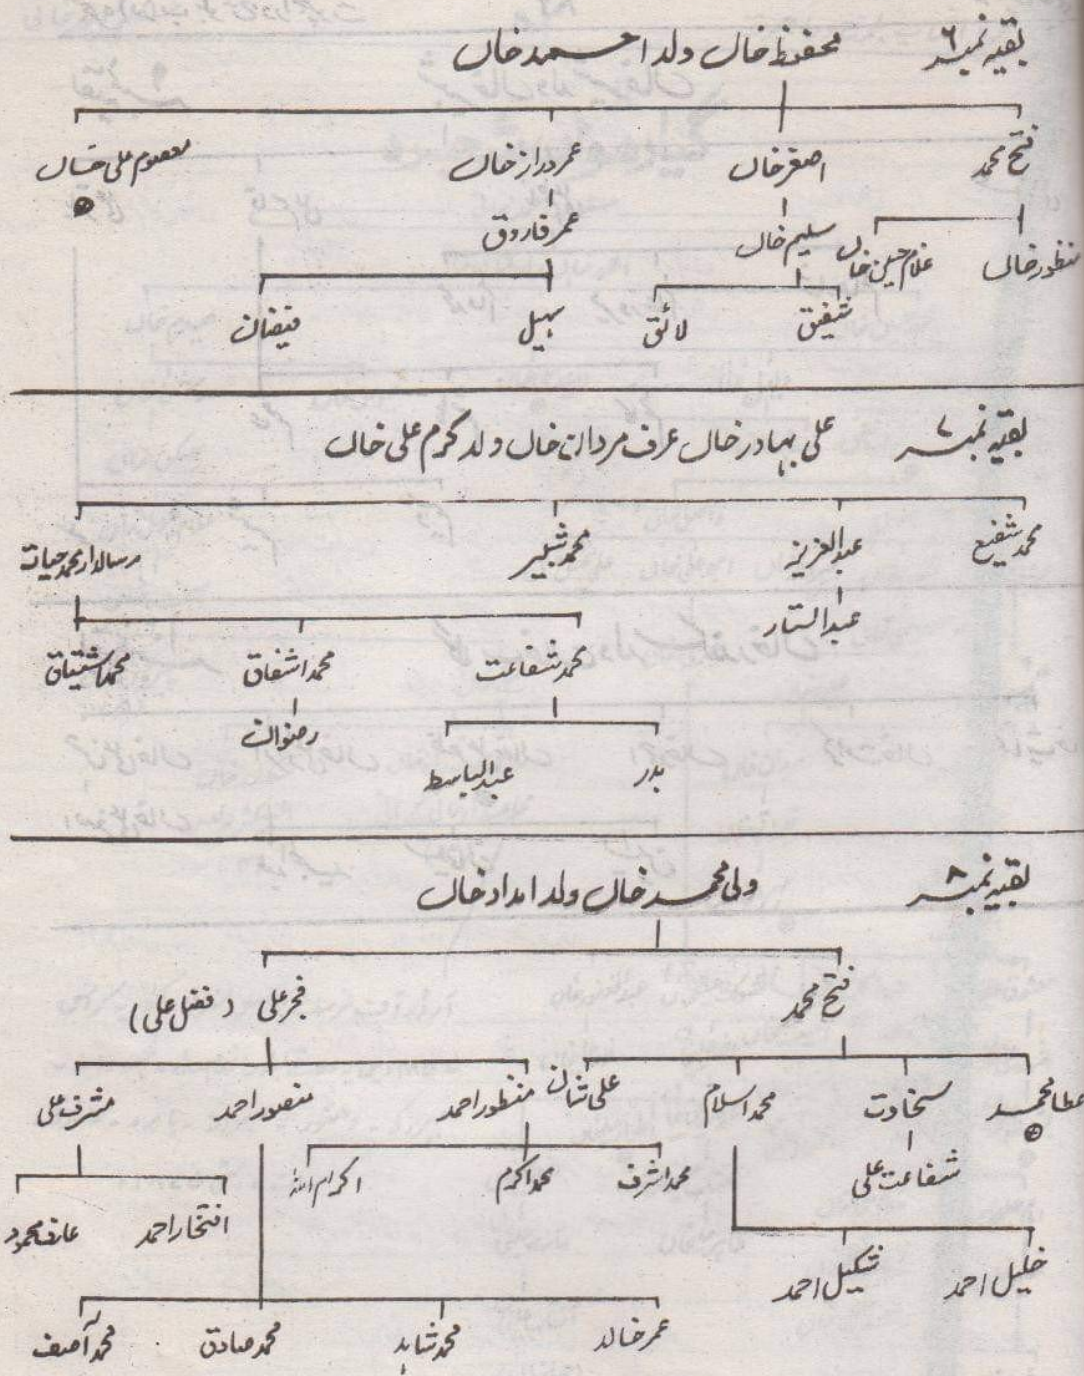 بقیہ نمبر ۶ محفوظ خاں ولد احمد خاں
فتح محمد اصغر خاں عمر دراز خاں معصوم علی خاں
منظور خاں غلام حسین خاں سلیم خاں عمر فاروق
شفیق لائق سہیل فیضان
بقیہ نمبر ۷ علی بہادر خاں عرف مردان خاں ولد کرم علی خاں
محمد شفیع عبدالعزیز محمد شبیر رسالدار محمد حیات
عبدالستار محمد شفاعت محمد اشفاق محمد اشتیاق
بدر عبدالباسط رضوان
بقیہ نمبر ۸ ولی محمد خاں ولد امداد خاں
فتح محمد فجر علی (فضل علی)
عطا محمد سخاوت محمد اسلام علی شان منظور احمد منصور احمد مشرف علی
شفاعت علی محمد اشرف محمد اکرم اکرام اللہ
خلیل احمد شکیل احمد افتخار احمد عارف محمود
عمر خالد محمد شاہد محمد صادق محمد آصف